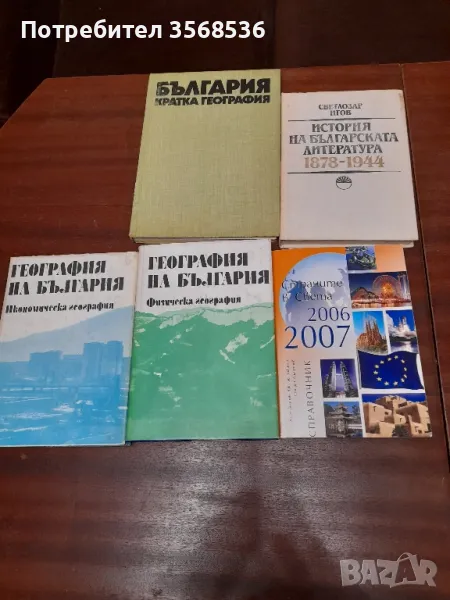 Потребител 3568536
БЪЛГАРИЯ
КРАТКА ГЕОГРАФИЯ
СВЕТЛОЗАР
ИГОВ
ИСТОРИЯ
НА БЪЛГАРСКАТА
ЛИТЕРАТУРА
1878-1944
ГЕОГРАФИЯ
НА БЪЛГАРИЯ
Икономическа география
ГЕОГРАФИЯ
НА БЪЛГАРИЯ
Физическа география
Страните
в Света
2006
2007
СПРАВОЧНИК
BAZAR